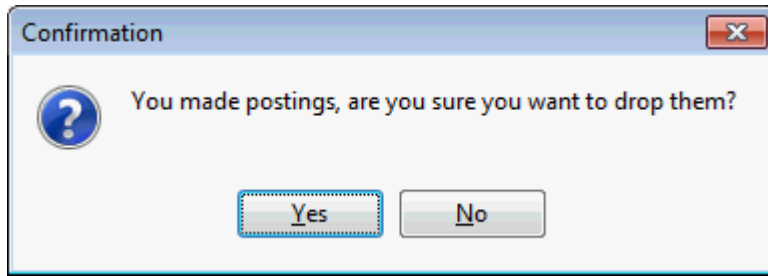 Confirmation
You made postings, are you sure you want to drop them?
Yes
No